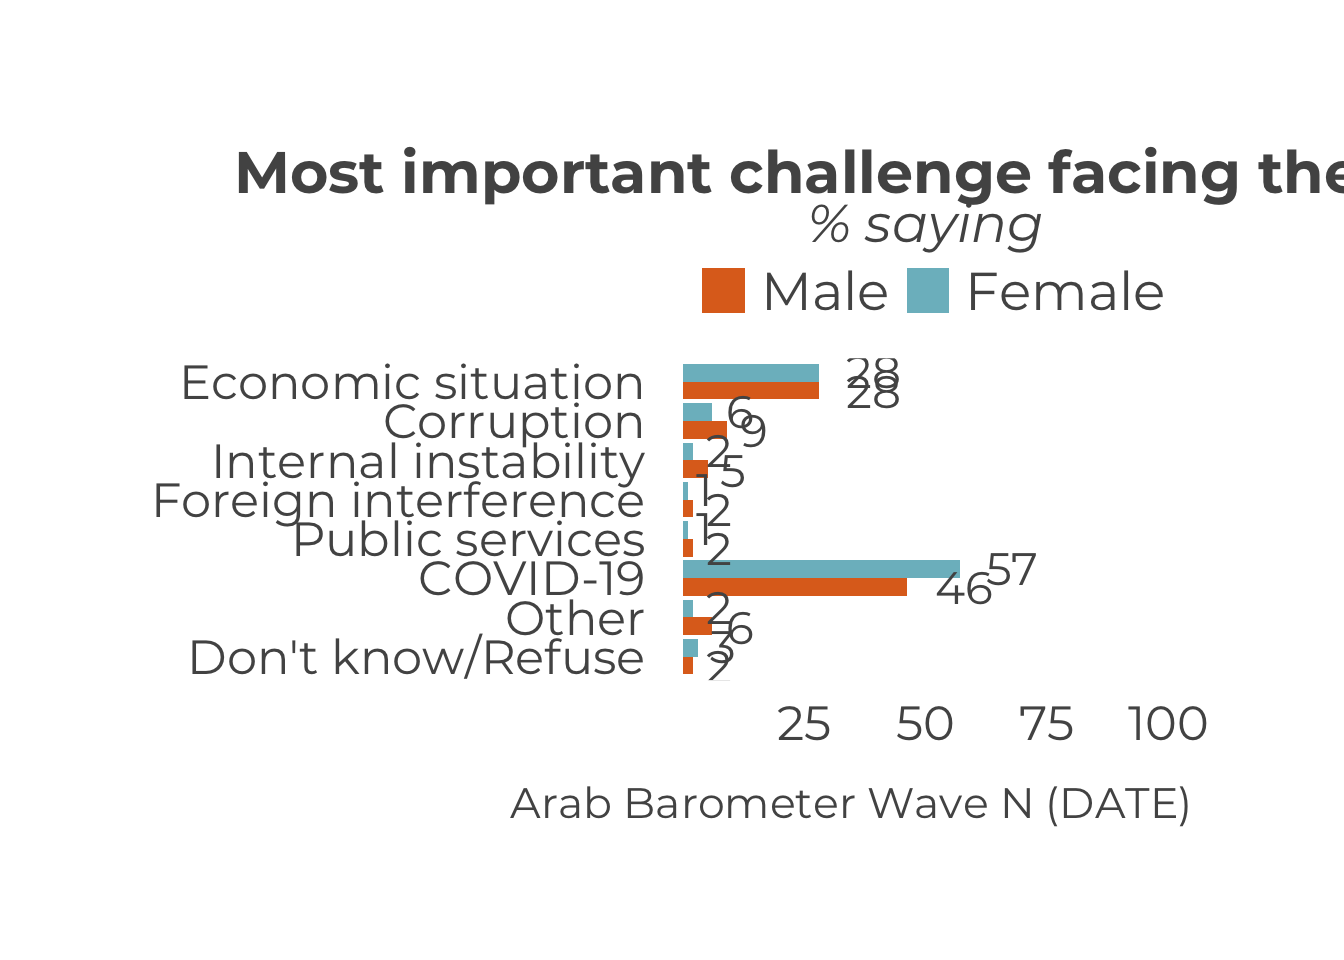 Most important challenge facing the
% saying
Male Female
Economic situation 28
28
Corruption 6
9
Internal instability 2
5
Foreign interference 1
2
Public services 1
2
COVID-19 57
46
Other 2
6
Don't know/Refuse 3
2
25 50 75 100
Arab Barometer Wave N (DATE)